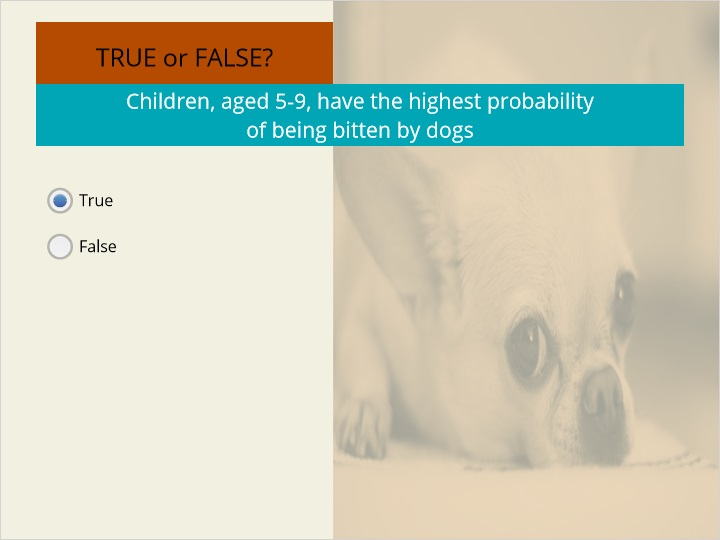 TRUE or FALSE?
Children, aged 5-9, have the highest probability
of being bitten by dogs
True
False